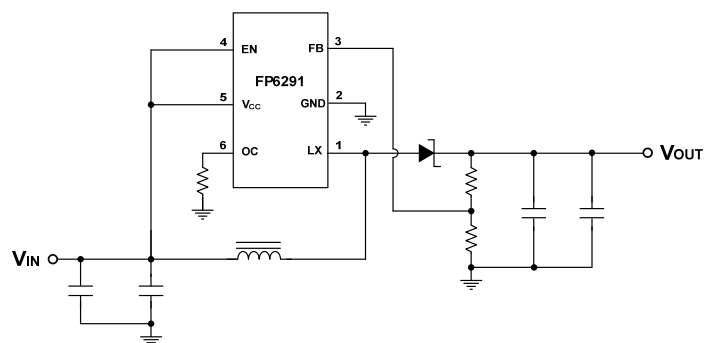 4 EN FB 3
FP6291
5 VCC GND 2
6 OC LX 1
VOUT
VIN